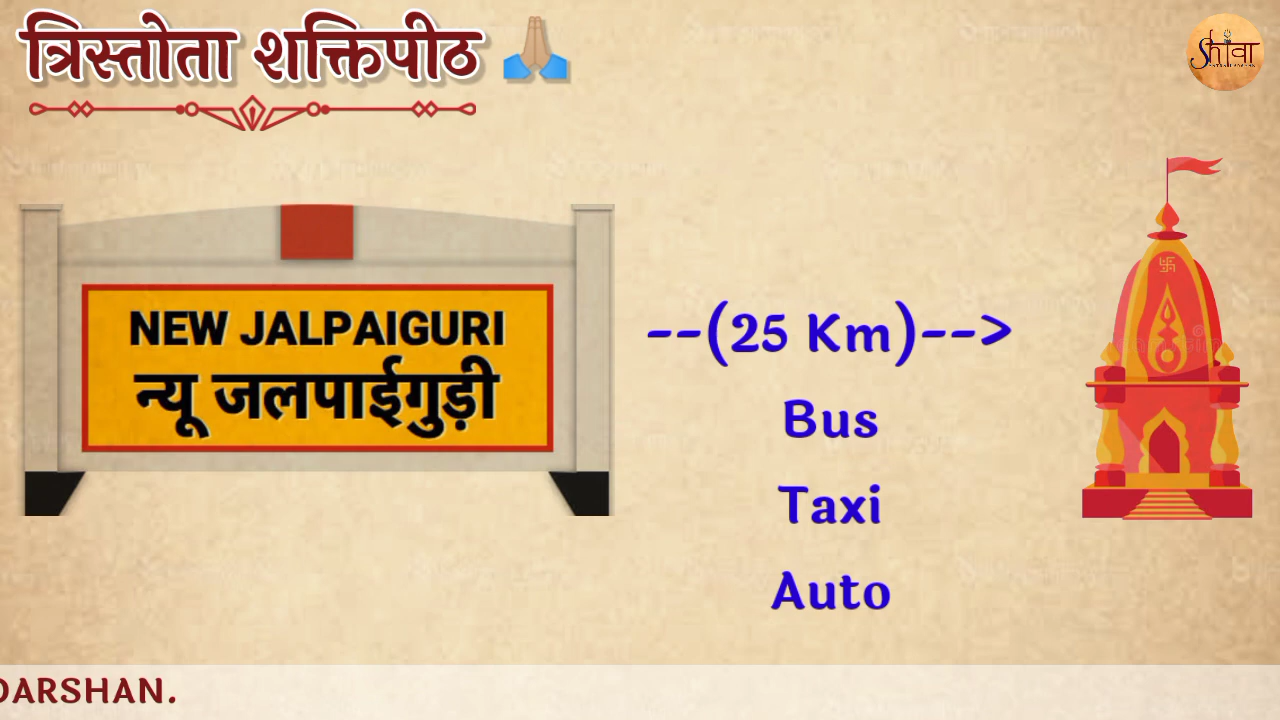 त्रिस्तोता शक्तिपीठ
शिवा
NEW JALPAIGURI
न्यू जलपाईगुड़ी
--(25 Km)-->
Bus
Taxi
Auto
DARSHAN.